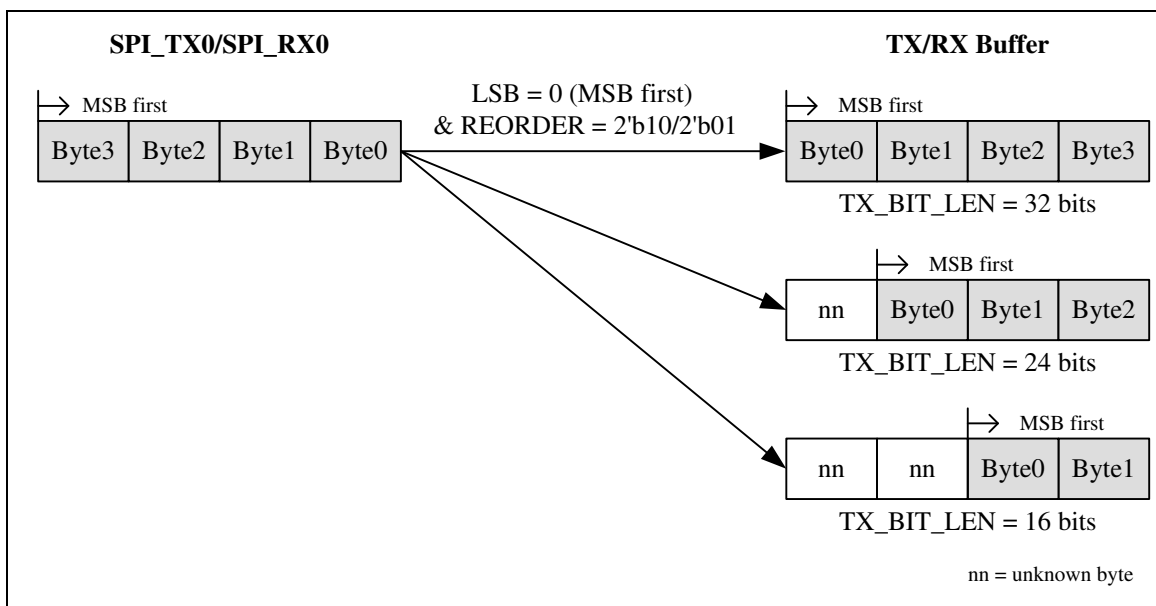 SPI_TX0/SPI_RX0
TX/RX Buffer
MSB first
LSB = 0 (MSB first)
& REORDER = 2'b10/2'b01
MSB first
Byte3 Byte2 Byte1 Byte0
Byte0 Byte1 Byte2 Byte3
TX_BIT_LEN = 32 bits
MSB first
nn Byte0 Byte1 Byte2
TX_BIT_LEN = 24 bits
MSB first
nn nn Byte0 Byte1
TX_BIT_LEN = 16 bits
nn = unknown byte